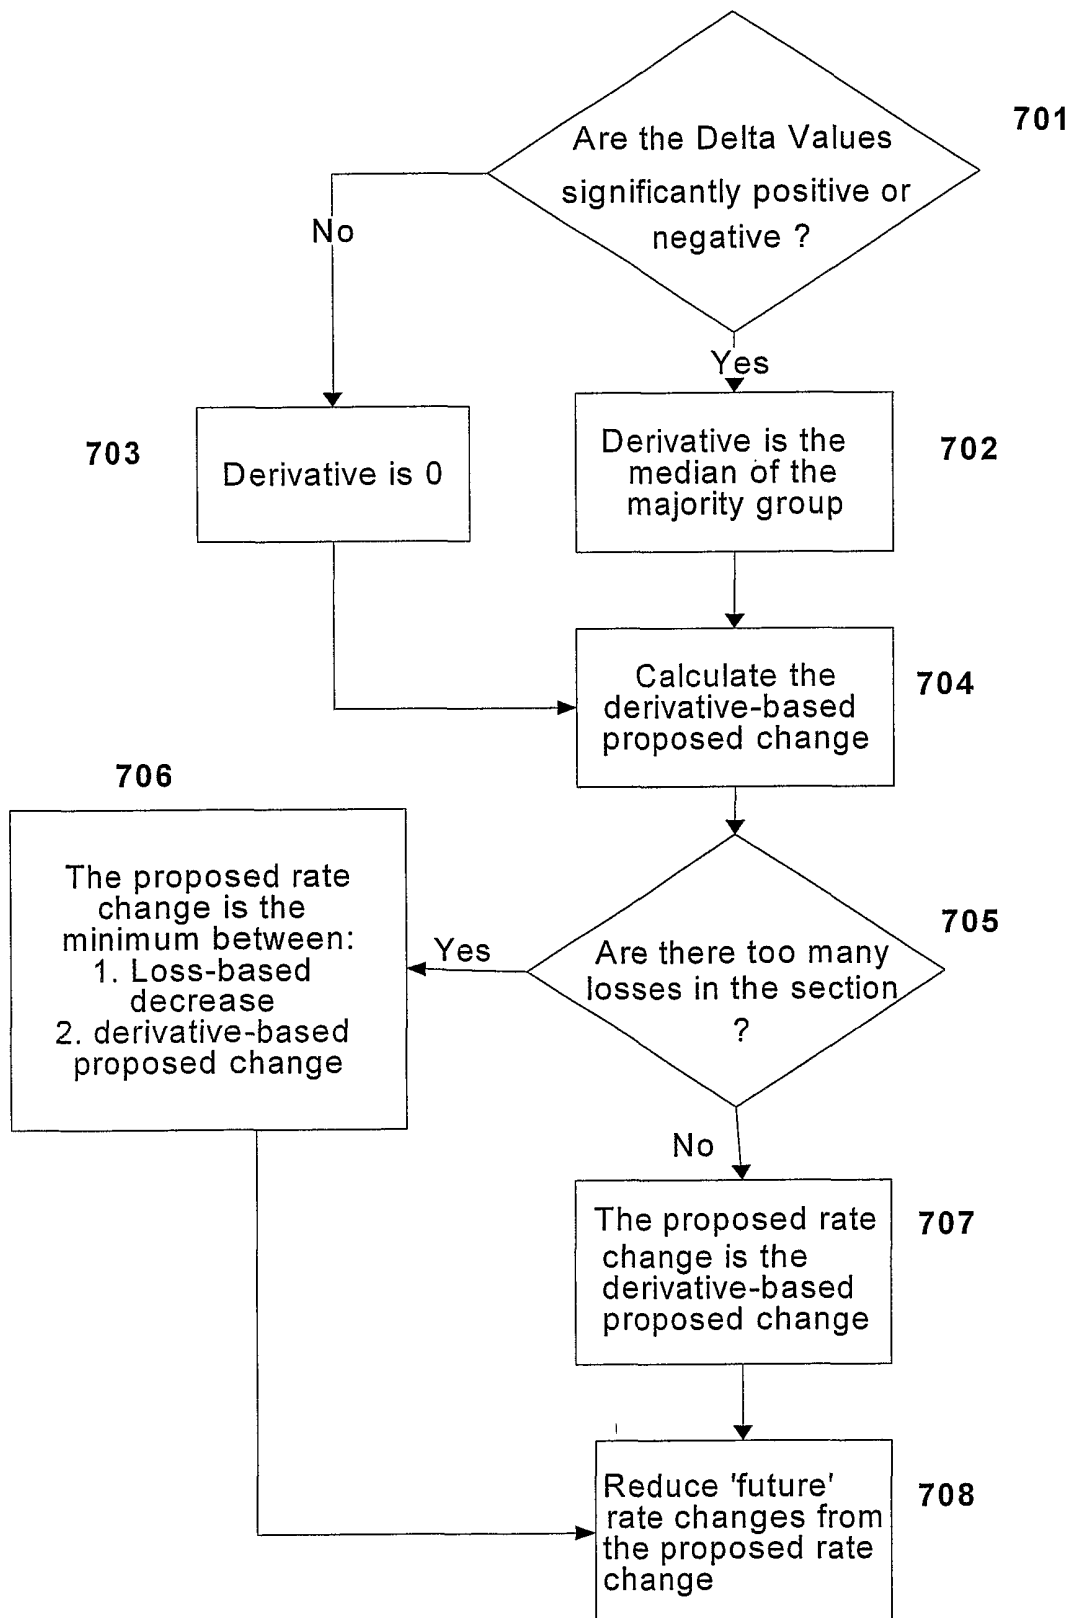 701
Are the Delta Values
significantly positive or
negative ?
No
Yes
703
Derivative is 0
Derivative is the
median of the
majority group
702
Calculate the
derivative-based
proposed change
704
706
The proposed rate
change is the
minimum between:
1. Loss-based
decrease
2. derivative-based
proposed change
Yes
705
Are there too many
losses in the section
?
No
The proposed rate
change is the
derivative-based
proposed change
707
Reduce 'future'
rate changes from
the proposed rate
change
708